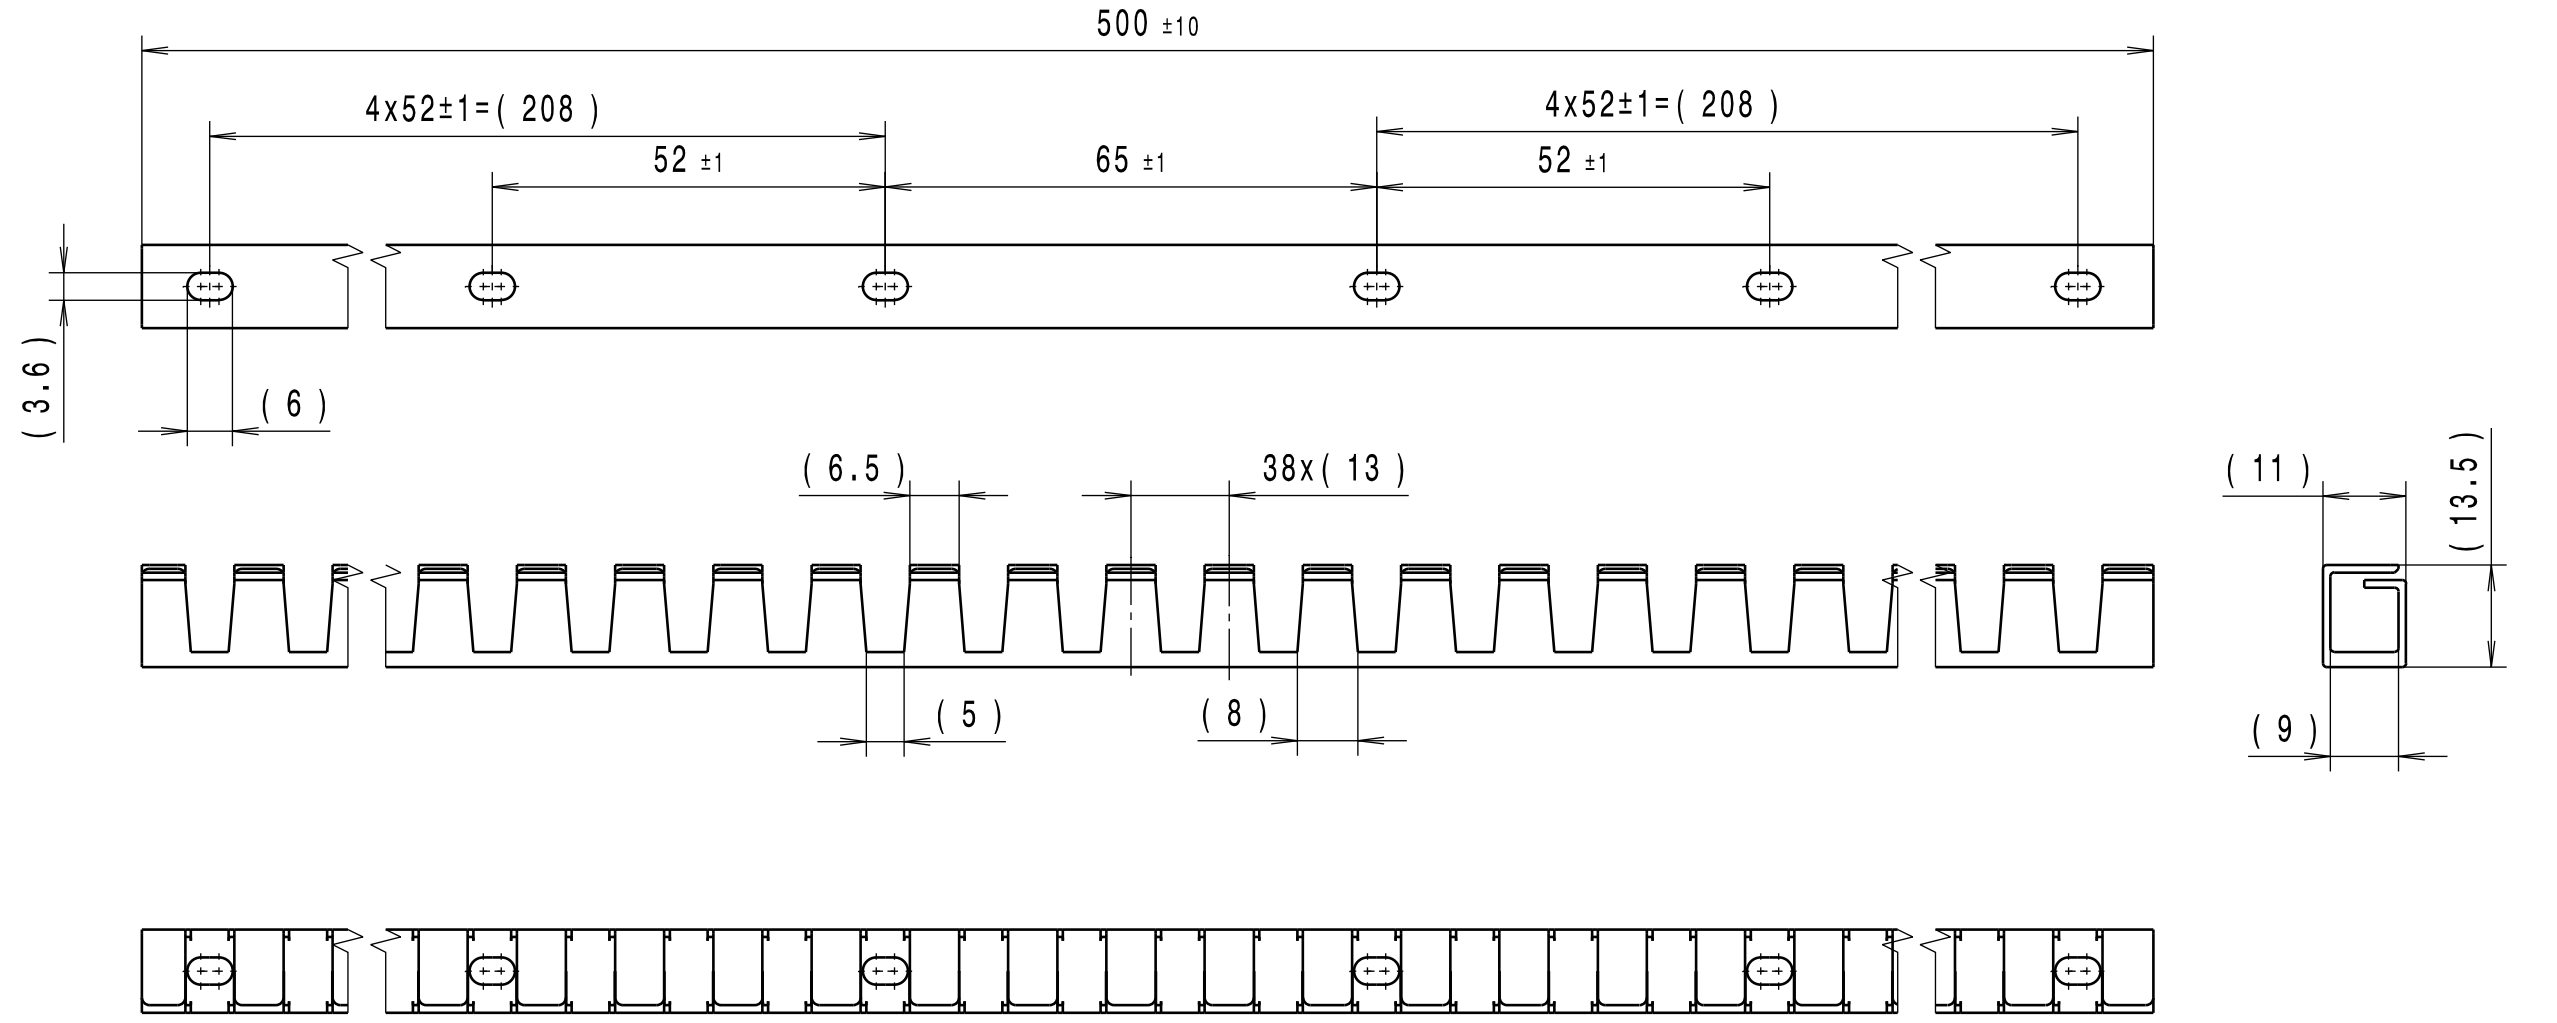 500 ±10
4x52±1=( 208 )
4x52±1=( 208 )
52 ±1
65 ±1
52 ±1
( 3.6 )
( 6 )
( 6.5 )
38x( 13 )
( 11 )
( 13.5 )
( 5 )
( 8 )
( 9 )